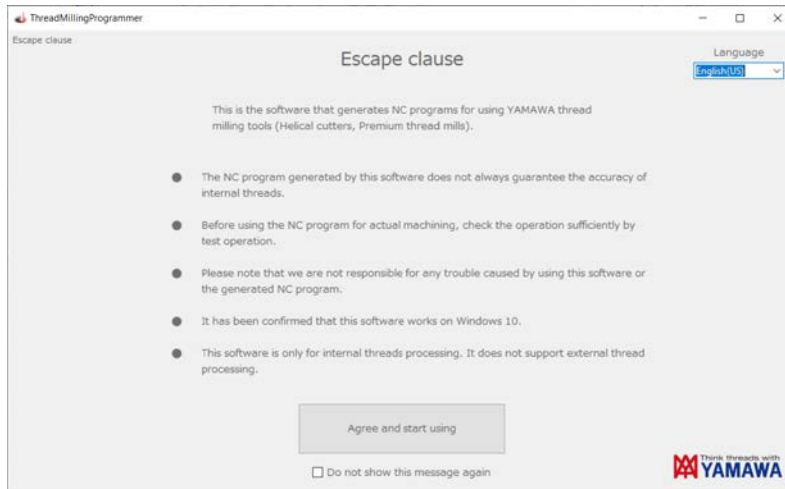 ThreadMillingProgrammer
Escape clause
Escape clause
Language
English(US)
This is the software that generates NC programs for using YAMAWA thread
milling tools (Helical cutters, Premium thread mills).
The NC program generated by this software does not always guarantee the accuracy of
internal threads.
Before using the NC program for actual machining, check the operation sufficiently by
test operation.
Please note that we are not responsible for any trouble caused by using this software or
the generated NC program.
It has been confirmed that this software works on Windows 10.
This software is only for internal threads processing. It does not support external thread
processing.
Agree and start using
Do not show this message again
Think threads with
YAMAWA